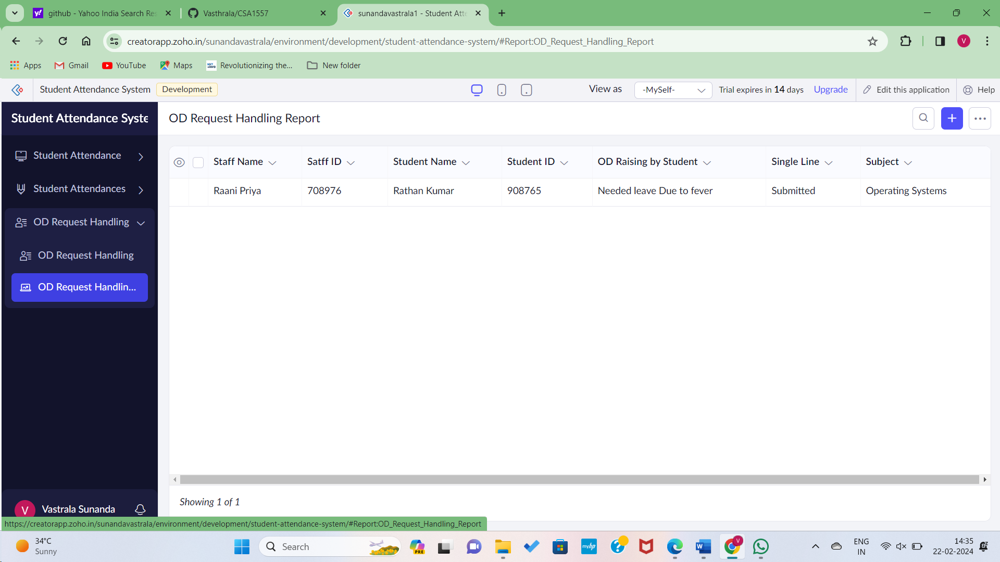 github - Yahoo India Search Res
Vasthrala/CSA1557
sunandavastrala1 - Student Atte
creatorapp.zoho.in/sunandavastrala/environment/development/student-attendance-system/#Report:OD_Request_Handling_Report
V
Apps
Gmail
YouTube
Maps
Revolutionizing the...
New folder
Student Attendance System
Development
View as
-MySelf-
Trial expires in 14 days
Upgrade
Edit this application
Help
Student Attendance Syste
OD Request Handling Report
Student Attendance
Student Attendances
OD Request Handling
OD Request Handling
OD Request Handlin...
Staff Name Satff ID Student Name Student ID OD Raising by Student Single Line Subject
Raani Priya 708976 Rathan Kumar 908765 Needed leave Due to fever Submitted Operating Systems
Showing 1 of 1
V
Vastrala Sunanda
https://creatorapp.zoho.in/sunandavastrala/environment/development/student-attendance-system/#Report:OD_Request_Handling_Report
34°C
Sunny
Search
PRE
myhp
V
ENG
IN
14:35
22-02-2024